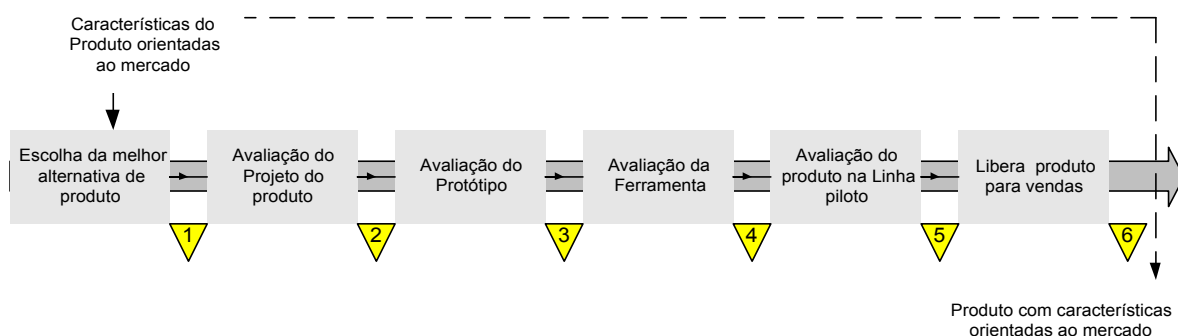 Características do
Produto orientadas
ao mercado
Escolha da melhor
alternativa de
produto
Avaliação do
Projeto do
produto
Avaliação do
Protótipo
Avaliação da
Ferramenta
Avaliação do
produto na Linha
piloto
Libera produto
para vendas
1
2
3
4
5
6
Produto com características
orientadas ao mercado